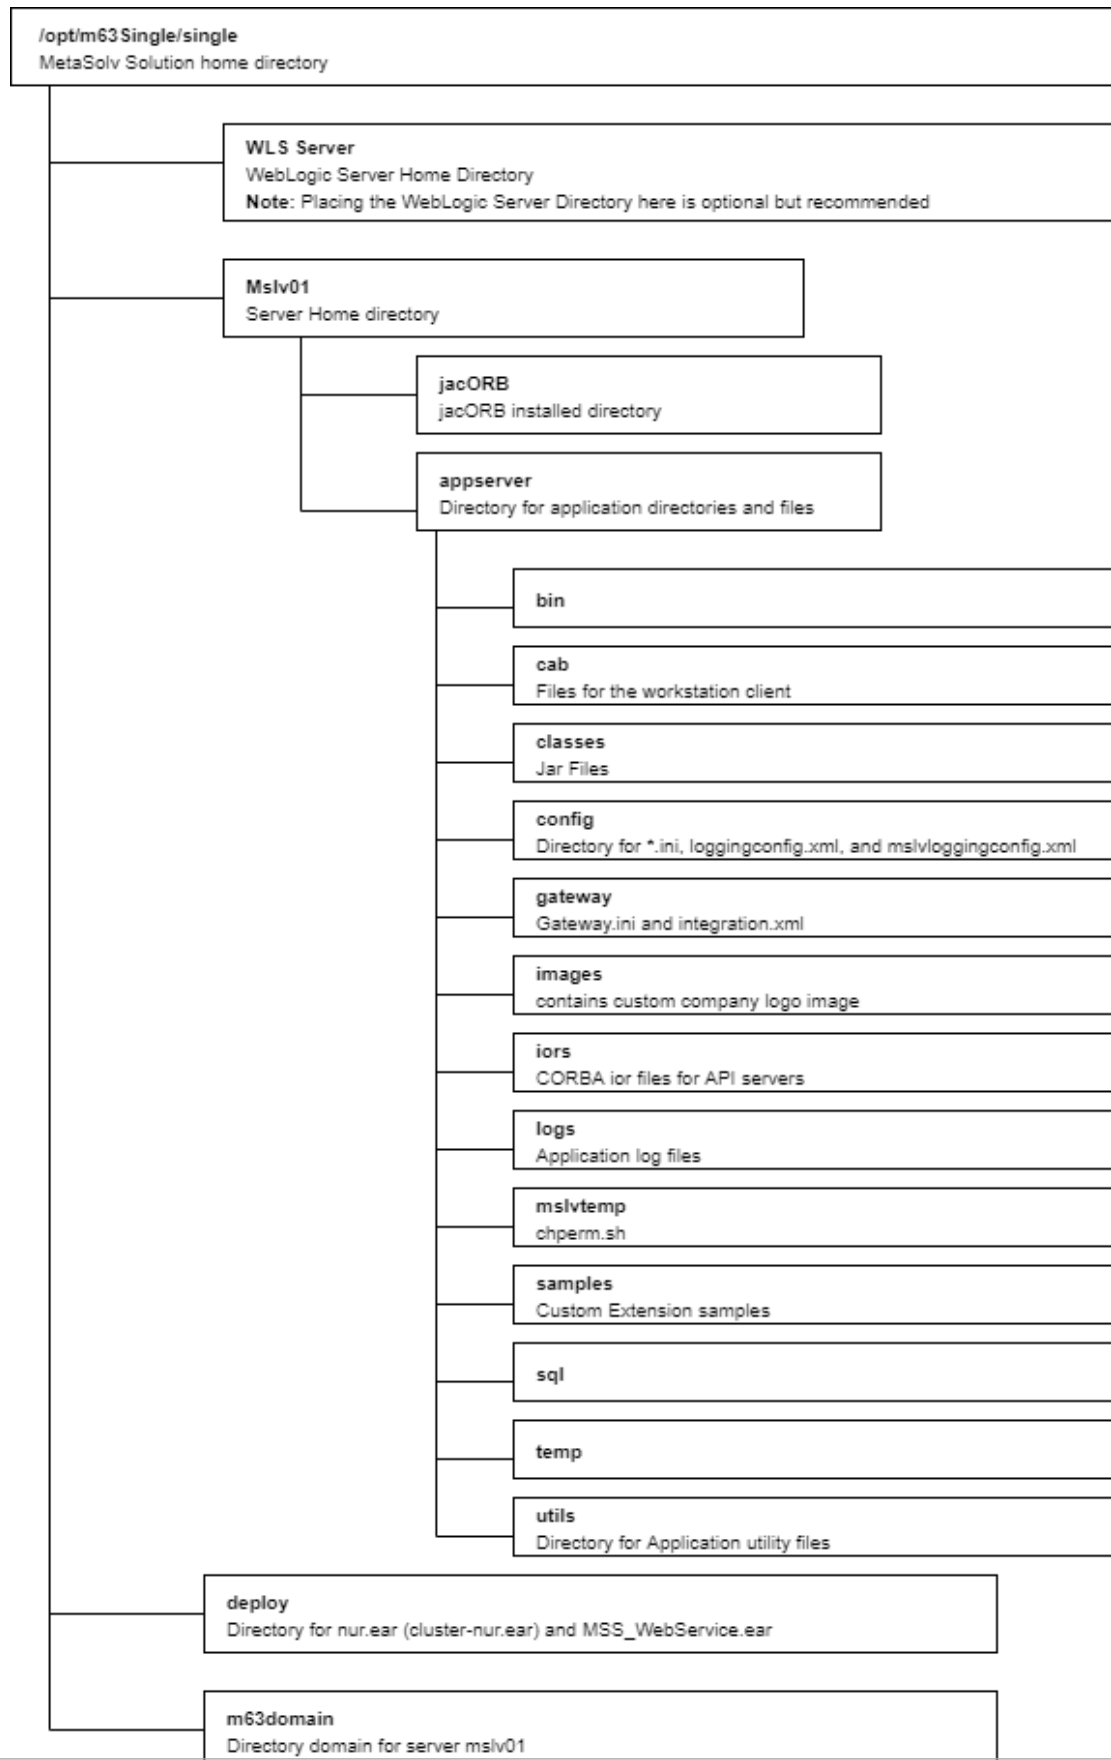 /opt/m63Single/single
MetaSolv Solution home directory
WLS Server
WebLogic Server Home Directory
Note: Placing the WebLogic Server Directory here is optional but recommended
Mslv01
Server Home directory
jacORB
jacORB installed directory
appserver
Directory for application directories and files
bin
cab
Files for the workstation client
classes
Jar Files
config
Directory for *.ini, loggingconfig.xml, and mslvloggingconfig.xml
gateway
Gateway.ini and integration.xml
images
contains custom company logo image
iors
CORBA ior files for API servers
logs
Application log files
mslvtemp
chperm.sh
samples
Custom Extension samples
sql
temp
utils
Directory for Application utility files
deploy
Directory for nur.ear (cluster-nur.ear) and MSS_WebService.ear
m63domain
Directory domain for server mslv01